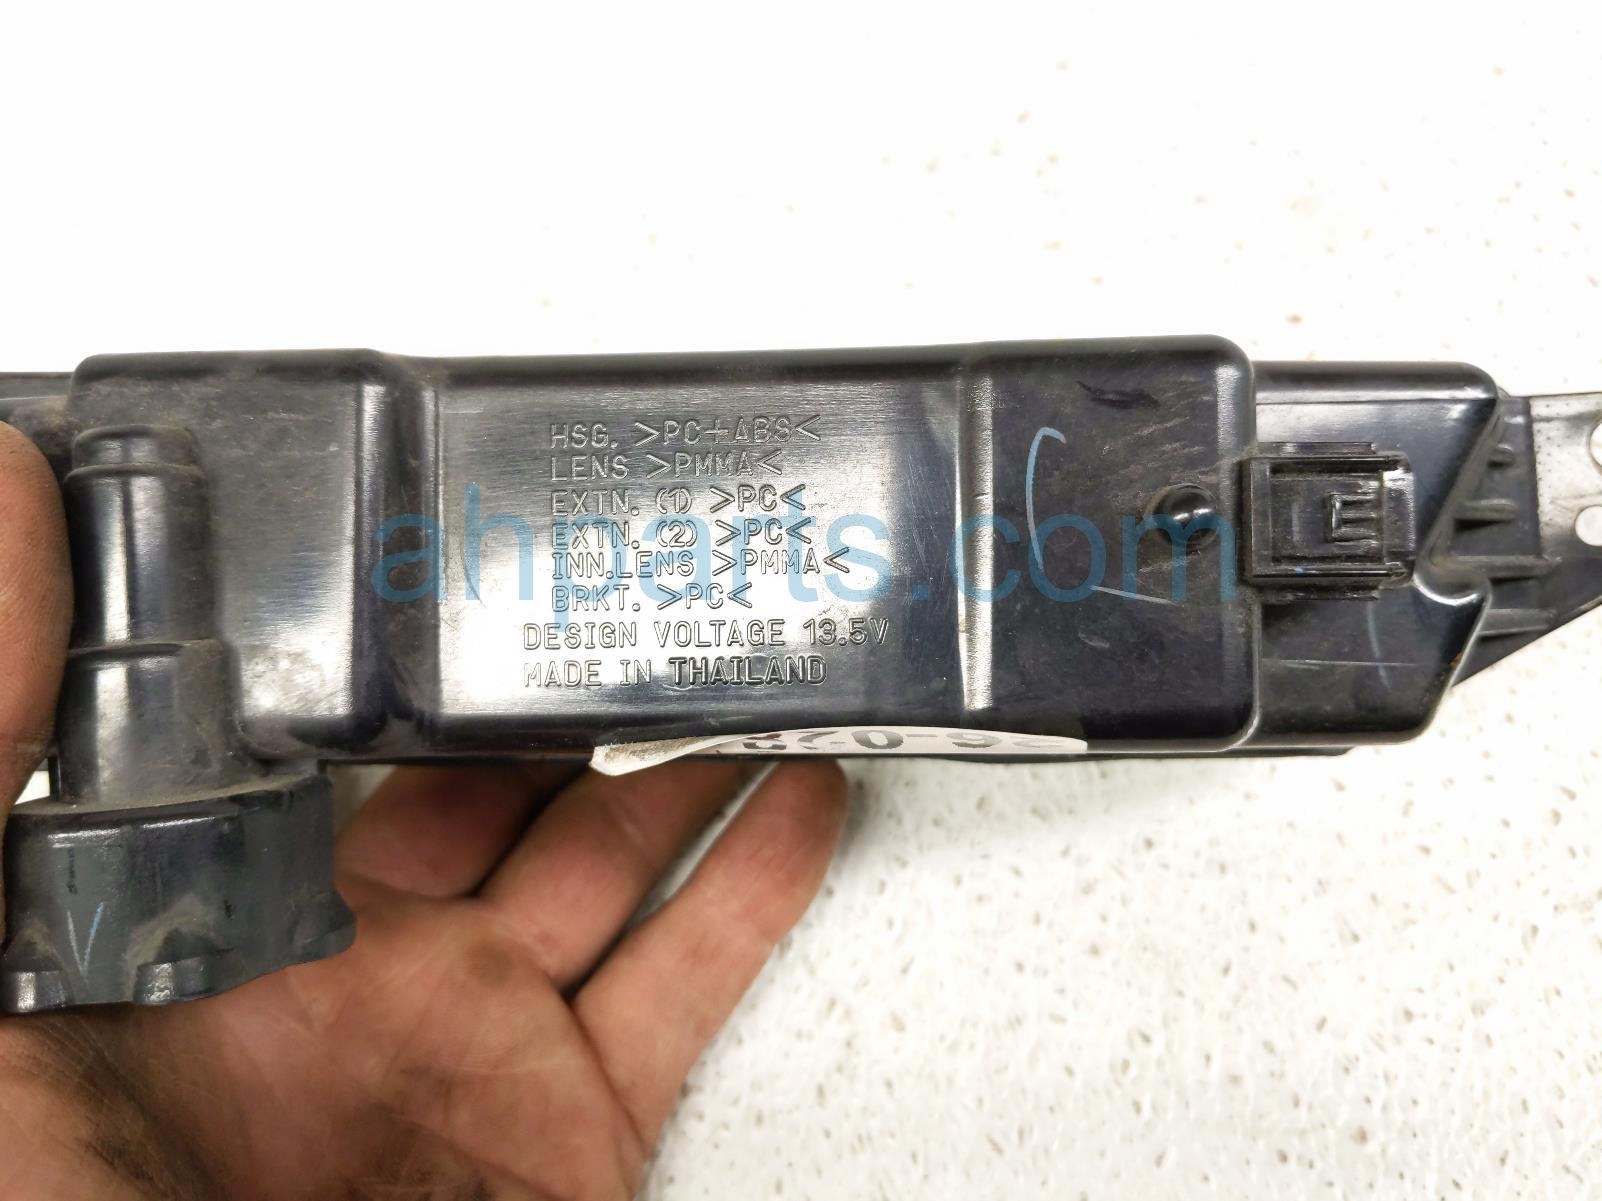 HSG. >PC+ABS<
LENS >PMMA<
EXTN. (1) >PC<
EXTN. (2) >PC<
INN.LENS >PMMA<
BRKT. >PC<
DESIGN VOLTAGE 13.5V
MADE IN THAILAND
ahparts.com